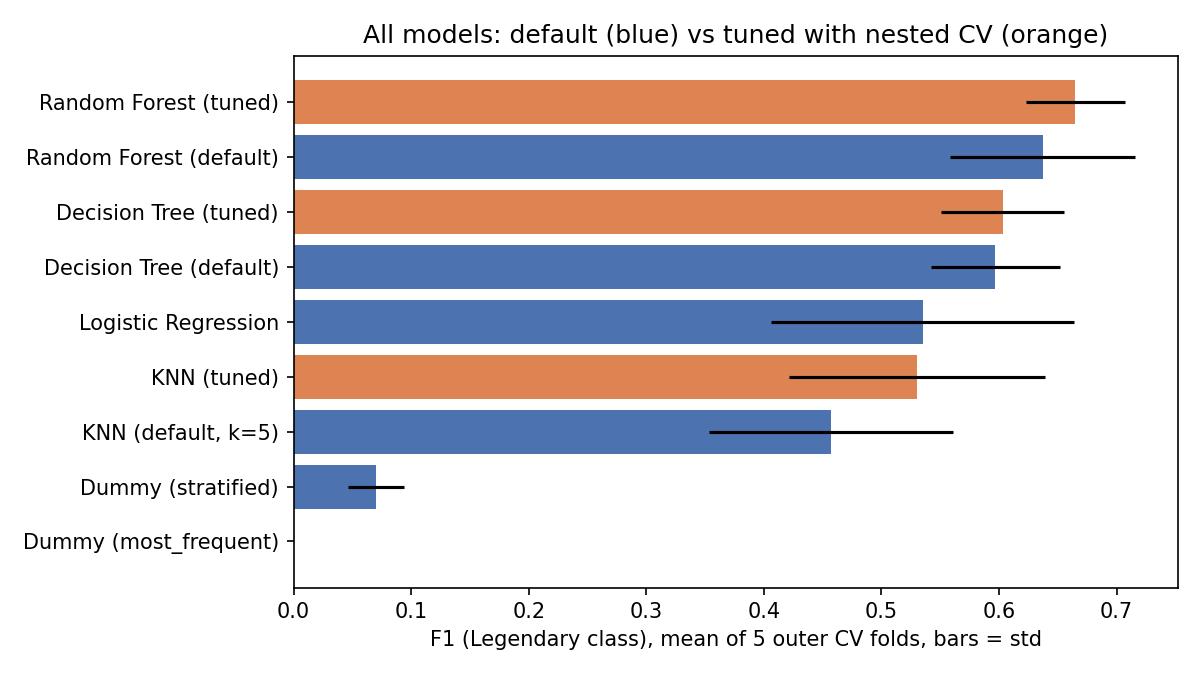 All models: default (blue) vs tuned with nested CV (orange)
Random Forest (tuned)
Random Forest (default)
Decision Tree (tuned)
Decision Tree (default)
Logistic Regression
KNN (tuned)
KNN (default, k=5)
Dummy (stratified)
Dummy (most_frequent)
0.0 0.1 0.2 0.3 0.4 0.5 0.6 0.7
F1 (Legendary class), mean of 5 outer CV folds, bars = std